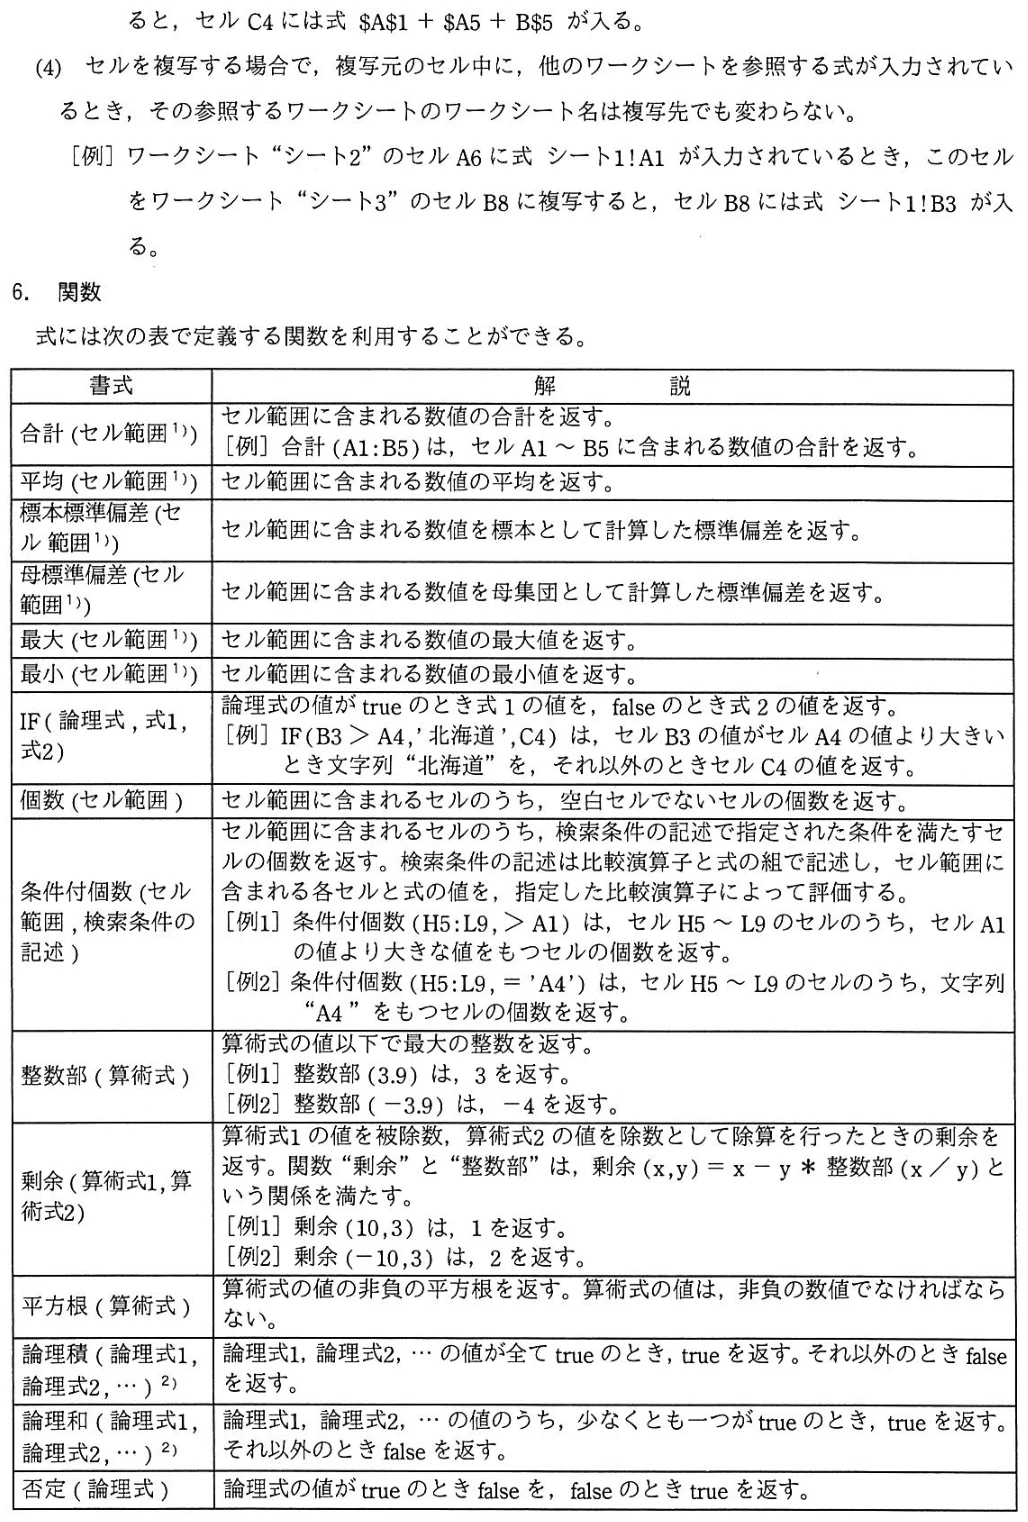 ると，セル C4 には式 $A$1 + $A5 + B$5 が入る。
(4) セルを複写する場合で，複写元のセル中に，他のワークシートを参照する式が入力されてい
るとき，その参照するワークシートのワークシート名は複写先でも変わらない。
［例］ワークシート“シート2”のセル A6 に式 シート1!A1 が入力されているとき，このセル
をワークシート“シート3”のセル B8 に複写すると，セル B8 には式 シート1!B3 が入
る。
6. 関数
式には次の表で定義する関数を利用することができる。
書式 解 説
合計 (セル範囲1))
セル範囲に含まれる数値の合計を返す。
［例］合計 (A1:B5) は，セル A1 ～ B5 に含まれる数値の合計を返す。
平均 (セル範囲1)) セル範囲に含まれる数値の平均を返す。
標本標準偏差 (セ
ル 範囲1))
セル範囲に含まれる数値を標本として計算した標準偏差を返す。
母標準偏差 (セル
範囲1))
セル範囲に含まれる数値を母集団として計算した標準偏差を返す。
最大 (セル範囲1)) セル範囲に含まれる数値の最大値を返す。
最小 (セル範囲1)) セル範囲に含まれる数値の最小値を返す。
IF( 論理式 , 式1,
式2)
論理式の値が true のとき式 1 の値を，false のとき式 2 の値を返す。
［例］IF(B3 > A4,' 北海道 ',C4) は，セル B3 の値がセル A4 の値より大きい
とき文字列“北海道”を，それ以外のときセル C4 の値を返す。
個数 (セル範囲 ) セル範囲に含まれるセルのうち，空白セルでないセルの個数を返す。
条件付個数 (セル
範囲 , 検索条件の
記述 )
セル範囲に含まれるセルのうち，検索条件の記述で指定された条件を満たすセ
ルの個数を返す。検索条件の記述は比較演算子と式の組で記述し，セル範囲に
含まれる各セルと式の値を，指定した比較演算子によって評価する。
［例1］条件付個数 (H5:L9, > A1) は，セル H5 ～ L9 のセルのうち，セル A1
の値より大きな値をもつセルの個数を返す。
［例2］条件付個数 (H5:L9, = 'A4') は，セル H5 ～ L9 のセルのうち，文字列
“A4 ”をもつセルの個数を返す。
整数部 ( 算術式 )
算術式の値以下で最大の整数を返す。
［例1］整数部 (3.9) は，3 を返す。
［例2］整数部 ( －3.9) は，－4 を返す。
剰余 ( 算術式1, 算
術式2)
算術式1 の値を被除数，算術式2 の値を除数として除算を行ったときの剰余を
返す。関数“剰余”と“整数部”は，剰余 (x,y) = x － y ＊ 整数部 (x ／ y) と
いう関係を満たす。
［例1］剰余 (10,3) は，1 を返す。
［例2］剰余 (－10,3) は，2 を返す。
平方根 ( 算術式 )
算術式の値の非負の平方根を返す。算術式の値は，非負の数値でなければなら
ない。
論理積 ( 論理式1,
論理式2, … ) 2)
論理式1, 論理式2, … の値が全て true のとき，true を返す。それ以外のとき false
を返す。
論理和 ( 論理式1,
論理式2, … ) 2)
論理式1, 論理式2, … の値のうち，少なくとも一つが true のとき，true を返す。
それ以外のとき false を返す。
否定 ( 論理式 ) 論理式の値が true のとき false を，false のとき true を返す。